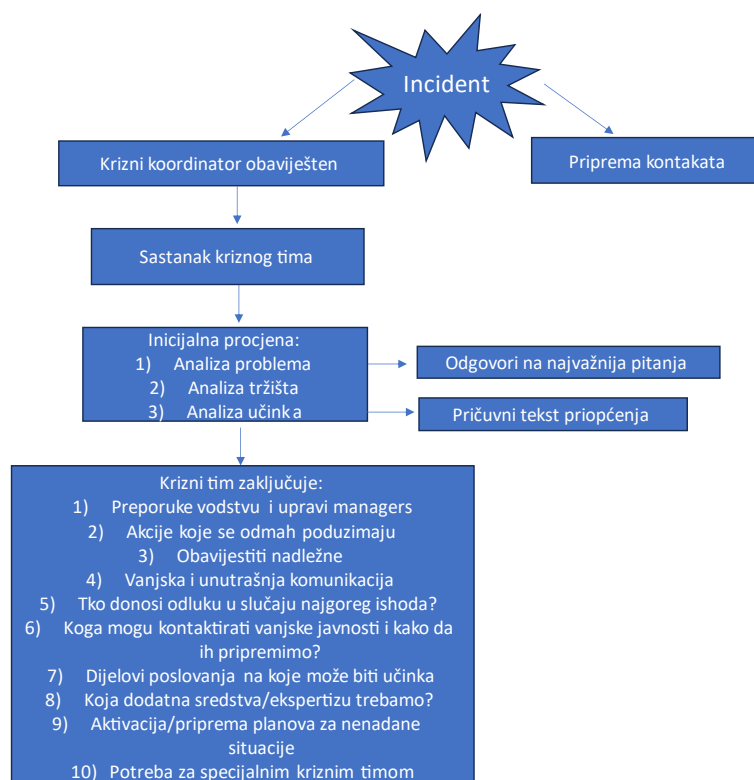 Incident
Krizni koordinator obaviješten
Priprema kontakata
Sastanak kriznog tima
Inicijalna procjena:
1) Analiza problema
2) Analiza tržišta
3) Analiza učinka
Odgovori na najvažnija pitanja
Pričuvni tekst priopćenja
Krizni tim zaključuje:
1) Preporuke vodstvu i upravi managers
2) Akcije koje se odmah poduzimaju
3) Obavijestiti nadležne
4) Vanjska i unutrašnja komunikacija
5) Tko donosi odluku u slučaju najgoreg ishoda?
6) Koga mogu kontaktirati vanjske javnosti i kako da
ih pripremimo?
7) Dijelovi poslovanja na koje može biti učinka
8) Koja dodatna sredstva/ekspertizu trebamo?
9) Aktivacija/priprema planova za nenadane
situacije
10) Potreba za specijalnim kriznim timom